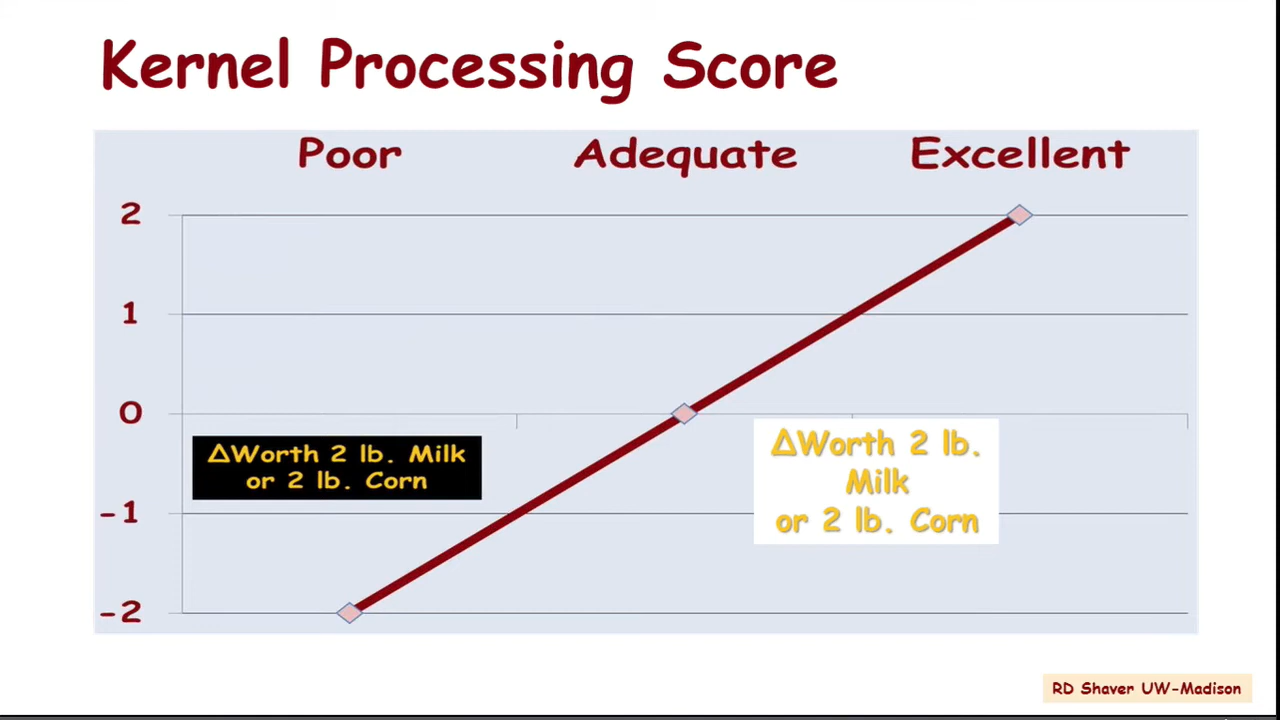 Kernel Processing Score
Poor Adequate Excellent
2
1
0
ΔWorth 2 lb. Milk
or 2 lb. Corn
ΔWorth 2 lb.
Milk
or 2 lb. Corn
-1
-2
RD Shaver UW-Madison